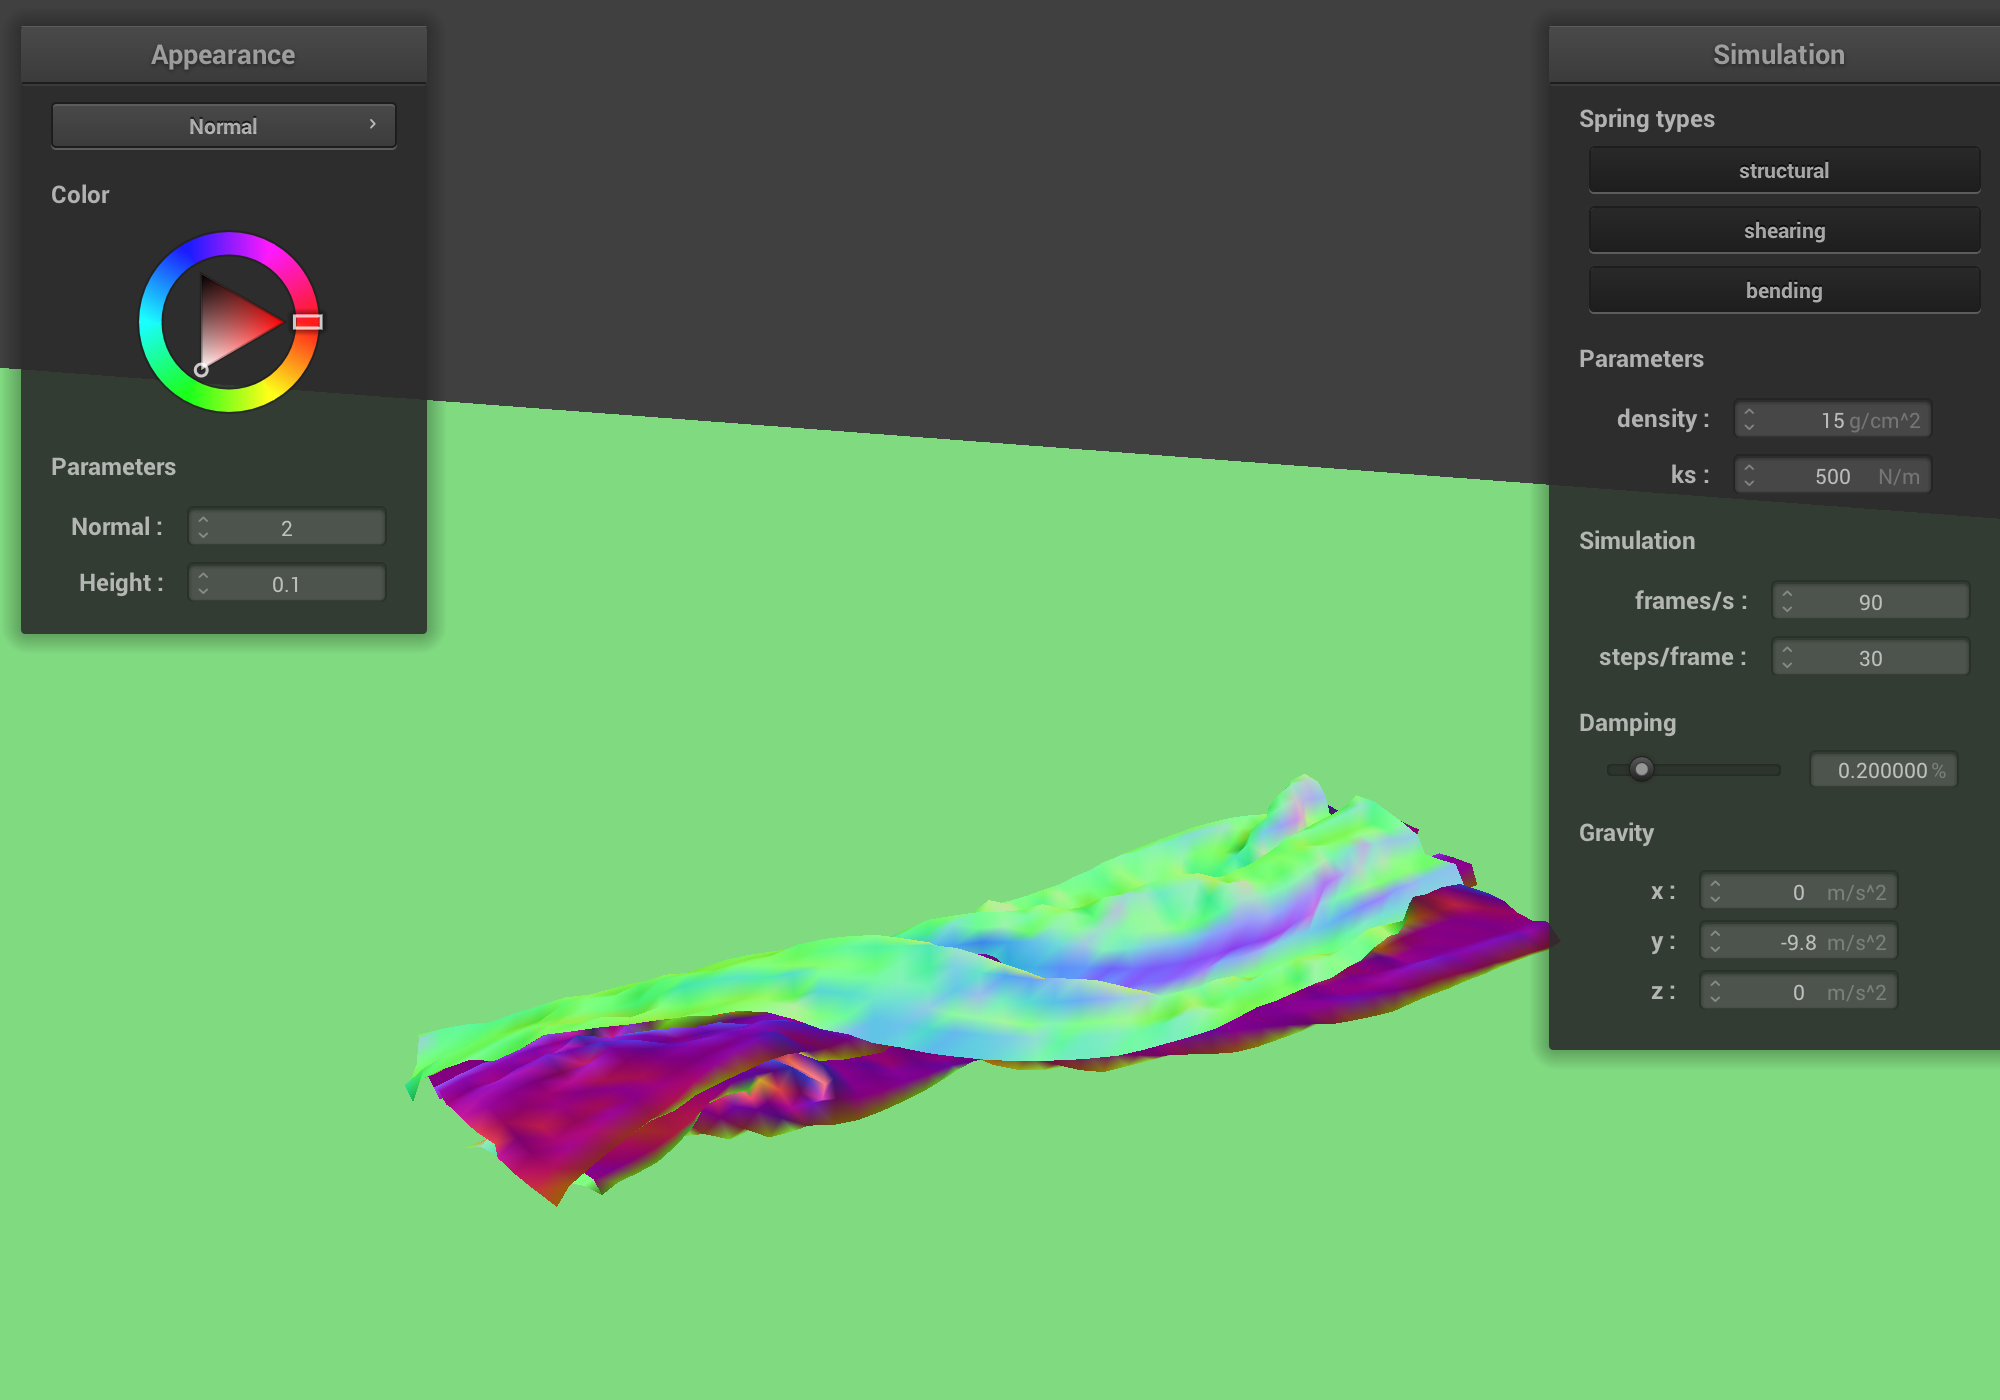 Appearance
Normal
Color
Parameters
Normal : 2
Height : 0.1
Simulation
Spring types
structural
shearing
bending
Parameters
density : 15 g/cm^2
ks : 500 N/m
Simulation
frames/s : 90
steps/frame : 30
Damping
0.200000 %
Gravity
x : 0 m/s^2
y : -9.8 m/s^2
z : 0 m/s^2